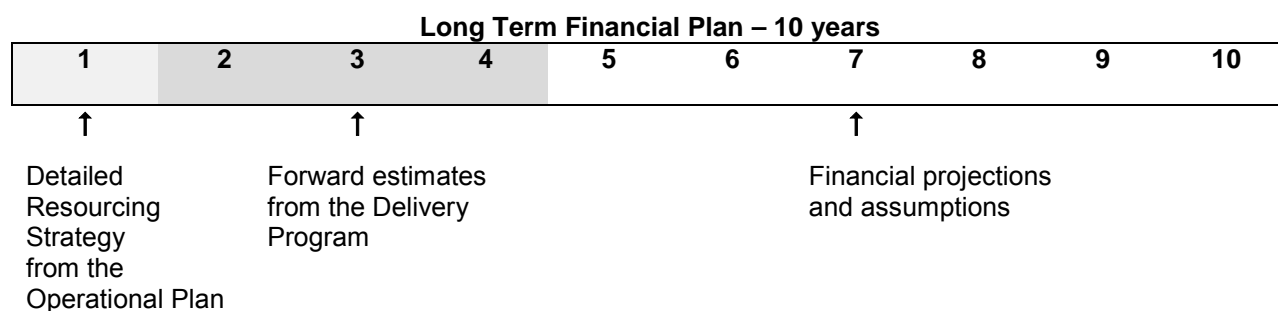 Long Term Financial Plan – 10 years
1 2 3 4 5 6 7 8 9 10
↑ ↑ ↑
Detailed
Resourcing
Strategy
from the
Operational Plan
Forward estimates
from the Delivery
Program
Financial projections
and assumptions